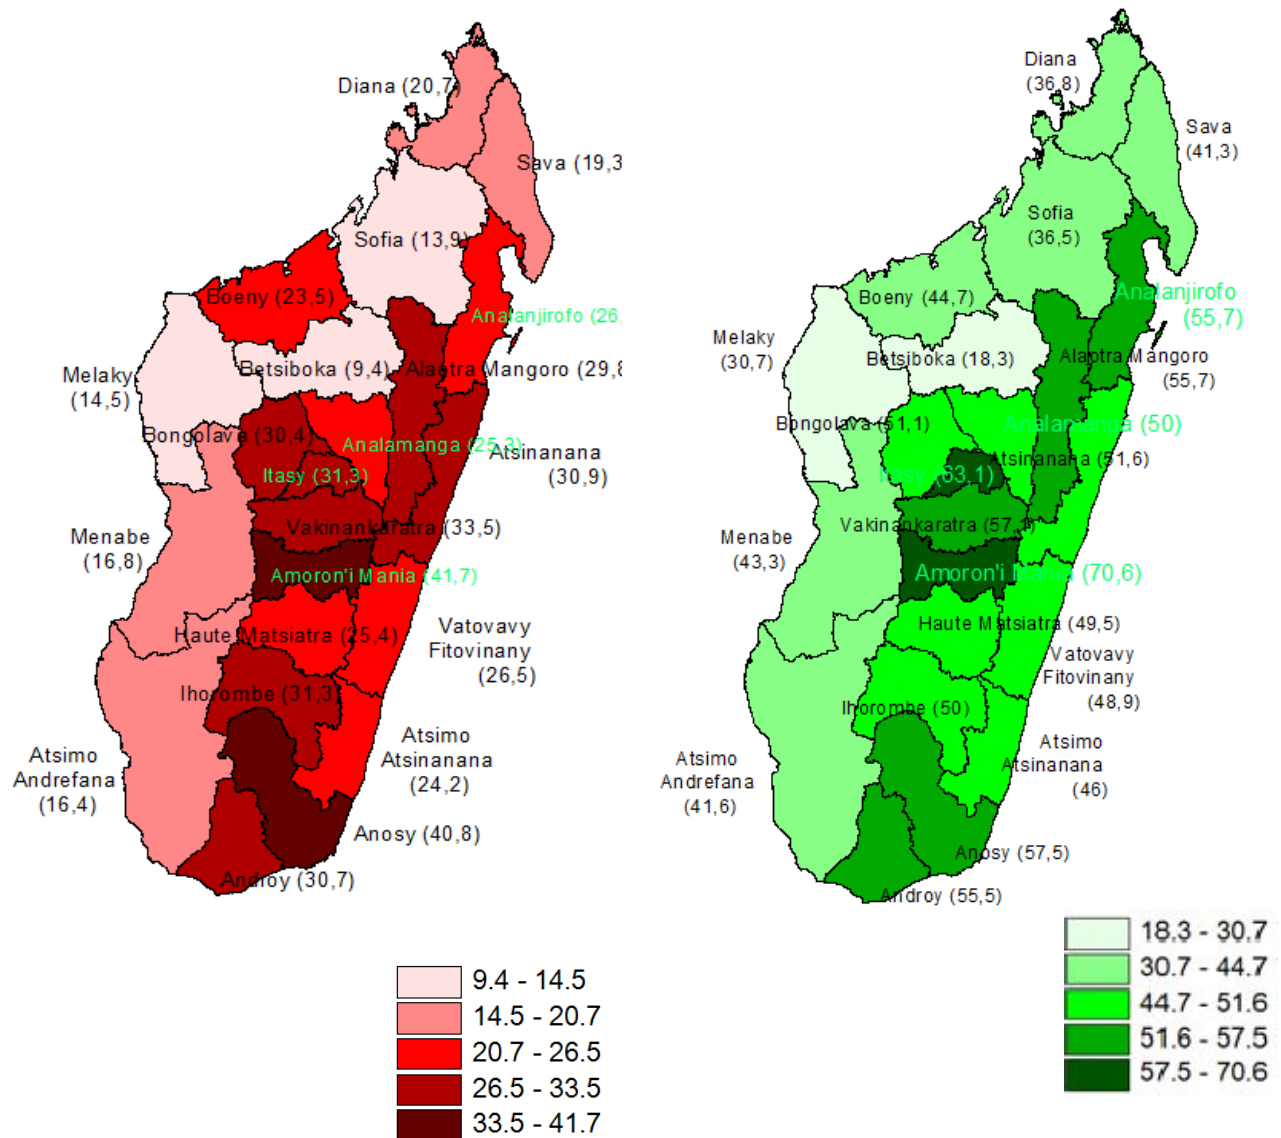 Diana (20,7)
Sava (19,3
Sofia (13,9)
Boeny (23,5)
Analanjirofo (26,
Betsiboka (9,4)
Alaotra Mangoro (29,8
Melaky
(14,5)
Bongolava (30,4)
Analamanga (25,3)
Atsinanana
(30,9)
Itasy (31,3)
Vakinankaratra (33,5)
Menabe
(16,8)
Amoron'i Mania (41,7)
Haute Matsiatra (25,4)
Vatovavy
Fitovinany
(26,5)
Ihorombe (31,3)
Atsimo
Andrefana
(16,4)
Atsimo
Atsinanana
(24,2)
Anosy (40,8)
Androy (30,7)
9.4 - 14.5
14.5 - 20.7
20.7 - 26.5
26.5 - 33.5
33.5 - 41.7
Diana
(36,8)
Sava
(41,3)
Sofia
(36,5)
Boeny (44,7)
Analanjirofo
(55,7)
Melaky
(30,7)
Betsiboka (18,3)
Alaotra Mangoro
(55,7)
Bongolava (51,1)
Analamanga (50)
Atsinanana (51,6)
Itasy (63,1)
Vakinankaratra (57,1)
Menabe
(43,3)
Amoron'i Mania (70,6)
Haute Matsiatra (49,5)
Vatovavy
Fitovinany
(48,9)
Ihorombe (50)
Atsimo
Andrefana
(41,6)
Atsimo
Atsinanana
(46)
Anosy (57,5)
Androy (55,5)
18.3 - 30.7
30.7 - 44.7
44.7 - 51.6
51.6 - 57.5
57.5 - 70.6